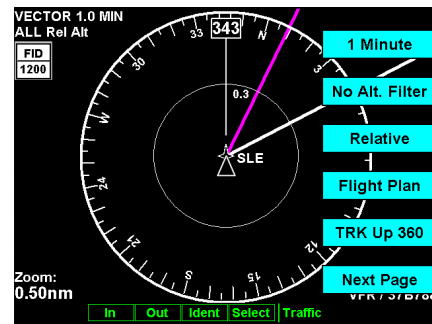 VECTOR 1.0 MIN
ALL Rel Alt
FID
1200
343
33
N
3
30
W
24
21
S
15
12
0.3
SLE
1 Minute
No Alt. Filter
Relative
Flight Plan
TRK Up 360
Next Page
Zoom:
0.50nm
In Out Ident Select Traffic